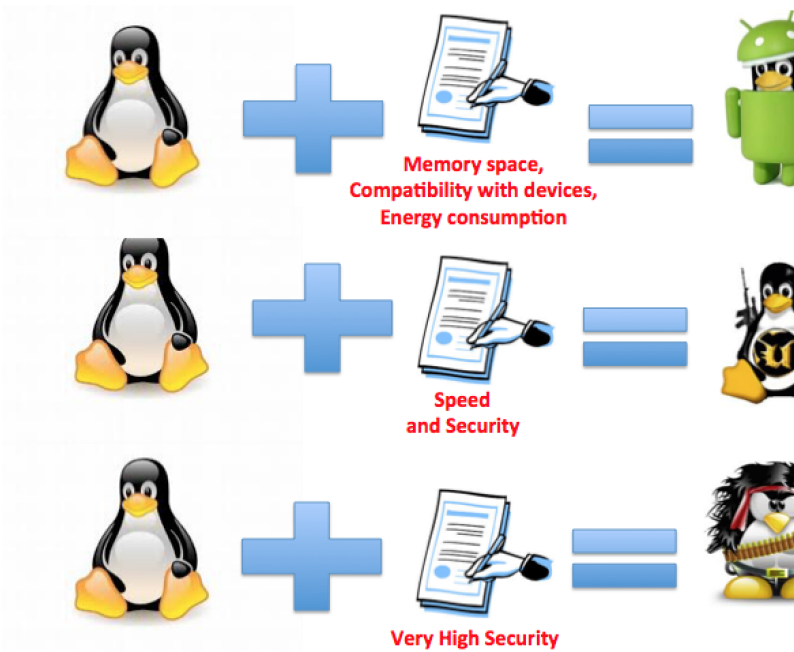 Memory space,
Compatibility with devices,
Energy consumption
Speed
and Security
Very High Security